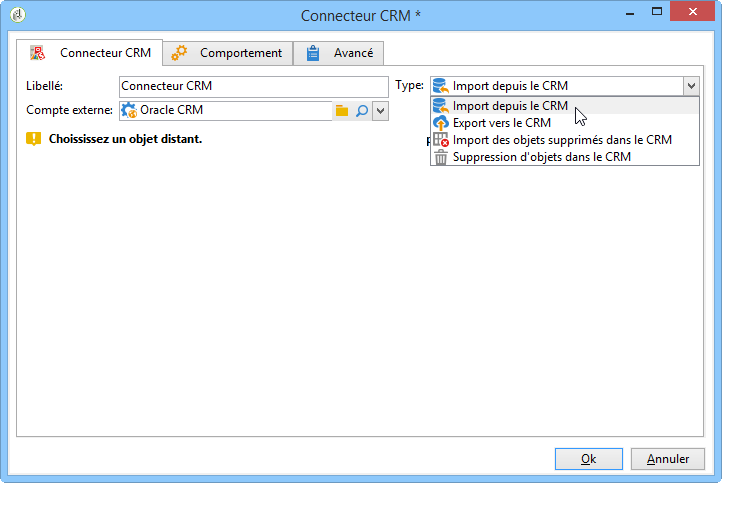 Connecteur CRM *
Connecteur CRM Comportement Avancé
Libellé: Connecteur CRM Type: Import depuis le CRM
Compte externe: Oracle CRM Import depuis le CRM
Export vers le CRM
Choississez un objet distant. Import des objets supprimés dans le CRM
Suppression d'objets dans le CRM
Ok Annuler